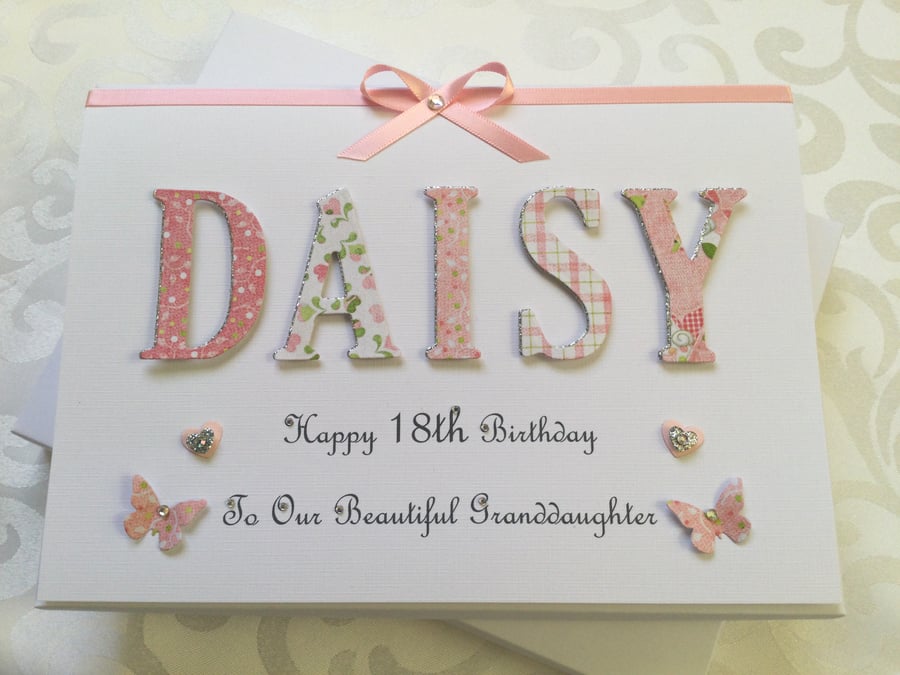 DAISY
Happy 18th Birthday
To Our Beautiful Granddaughter